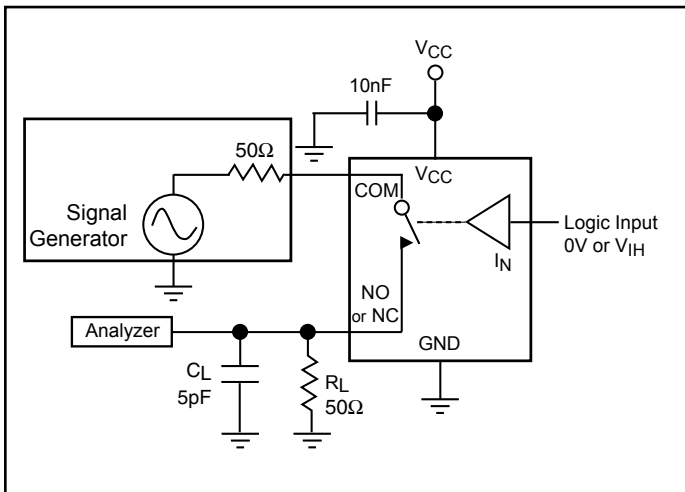 VCC
10nF
50Ω
VCC
COM
Signal
Generator
Logic Input
0V or VIH
IN
NO
or NC
Analyzer
GND
CL
5pF
RL
50Ω